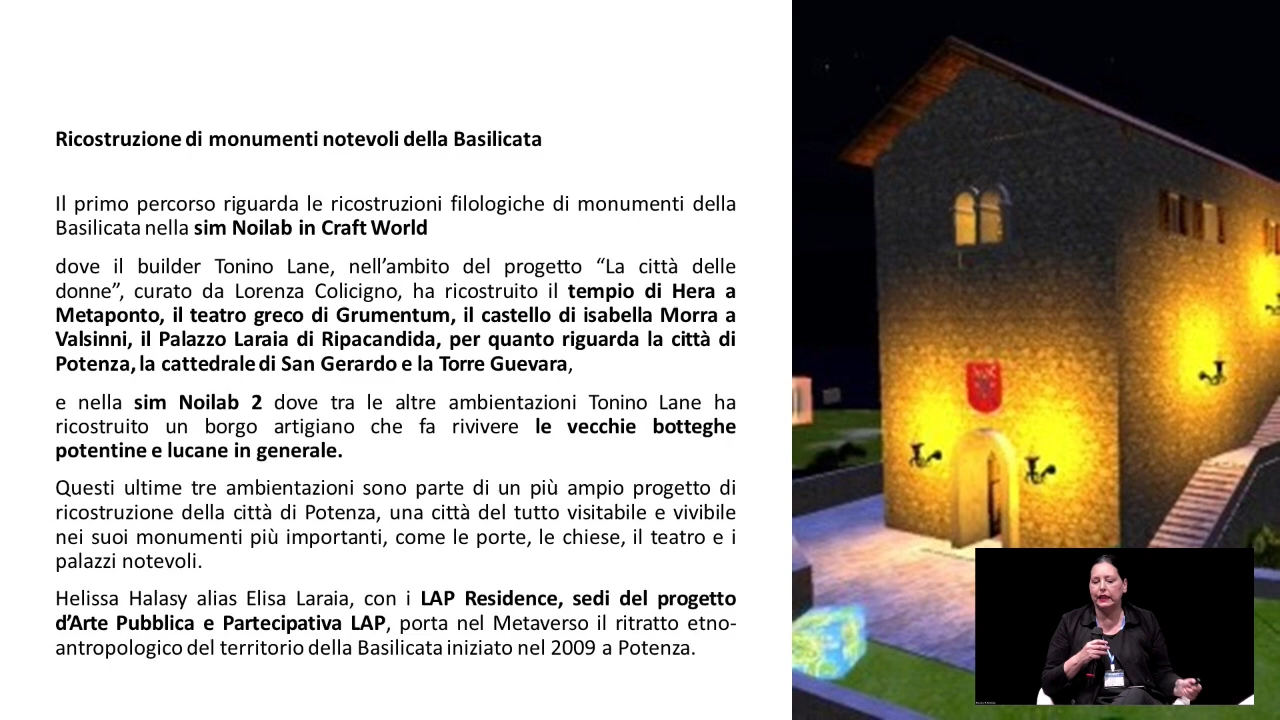 Ricostruzione di monumenti notevoli della Basilicata
Il primo percorso riguarda le ricostruzioni filologiche di monumenti della
Basilicata nella sim Noilab in Craft World
dove il builder Tonino Lane, nell’ambito del progetto “La città delle
donne”, curato da Lorenza Colicigno, ha ricostruito il tempio di Hera a
Metaponto, il teatro greco di Grumentum, il castello di isabella Morra a
Valsinni, il Palazzo Laraia di Ripacandida, per quanto riguarda la città di
Potenza, la cattedrale di San Gerardo e la Torre Guevara,
e nella sim Noilab 2 dove tra le altre ambientazioni Tonino Lane ha
ricostruito un borgo artigiano che fa rivivere le vecchie botteghe
potentine e lucane in generale.
Questi ultime tre ambientazioni sono parte di un più ampio progetto di
ricostruzione della città di Potenza, una città del tutto visitabile e vivibile
nei suoi monumenti più importanti, come le porte, le chiese, il teatro e i
palazzi notevoli.
Helissa Halasy alias Elisa Laraia, con i LAP Residence, sedi del progetto
d’Arte Pubblica e Partecipativa LAP, porta nel Metaverso il ritratto etno-
antropologico del territorio della Basilicata iniziato nel 2009 a Potenza.